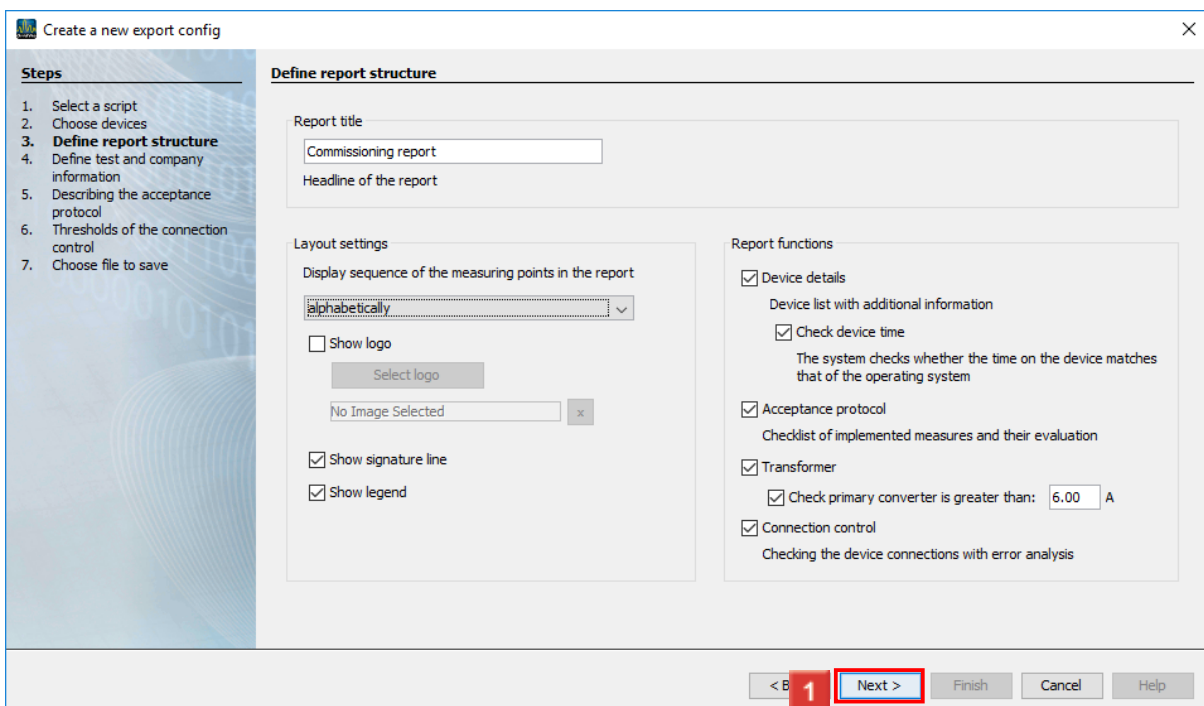 Create a new export config
Steps
1. Select a script
2. Choose devices
3. Define report structure
4. Define test and company
information
5. Describing the acceptance
protocol
6. Thresholds of the connection
control
7. Choose file to save
Define report structure
Report title
Commissioning report
Headline of the report
Layout settings
Display sequence of the measuring points in the report
alphabetically
Show logo
Select logo
No Image Selected
x
Show signature line
Show legend
Report functions
Device details
Device list with additional information
Check device time
The system checks whether the time on the device matches
that of the operating system
Acceptance protocol
Checklist of implemented measures and their evaluation
Transformer
Check primary converter is greater than: 6.00 A
Connection control
Checking the device connections with error analysis
< B
1
Next >
Finish
Cancel
Help